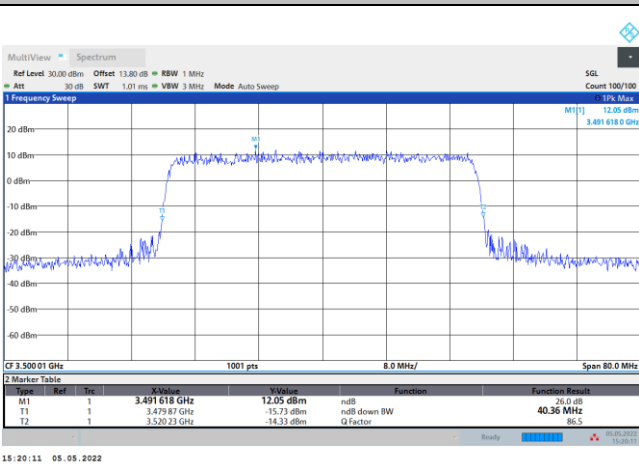 MultiView Spectrum
Ref Level 30.00 dBm Offset 13.80 dB RBW 1 MHz SGL
Att 30 dB SWT 1.01 ms VBW 3 MHz Mode Auto Sweep Count 100/100
1 Frequency Sweep 1Pk Max
M1[1] 12.05 dBm
3.491 618 0 GHz
M1
20 dBm
10 dBm
0 dBm
-10 dBm
T1 T2
-20 dBm
-30 dBm
-40 dBm
-50 dBm
-60 dBm
CF 3.500 01 GHz 1001 pts 8.0 MHz/ Span 80.0 MHz
2 Marker Table
Type Ref Trc X-Value Y-Value Function Function Result
M1 1 3.491 618 GHz 12.05 dBm ndB 26.0 dB
T1 1 3.479 87 GHz -15.73 dBm ndB down BW 40.36 MHz
T2 1 3.520 23 GHz -14.33 dBm Q Factor 86.5
Ready 05.05.2022
15:20:11
15:20:11 05.05.2022